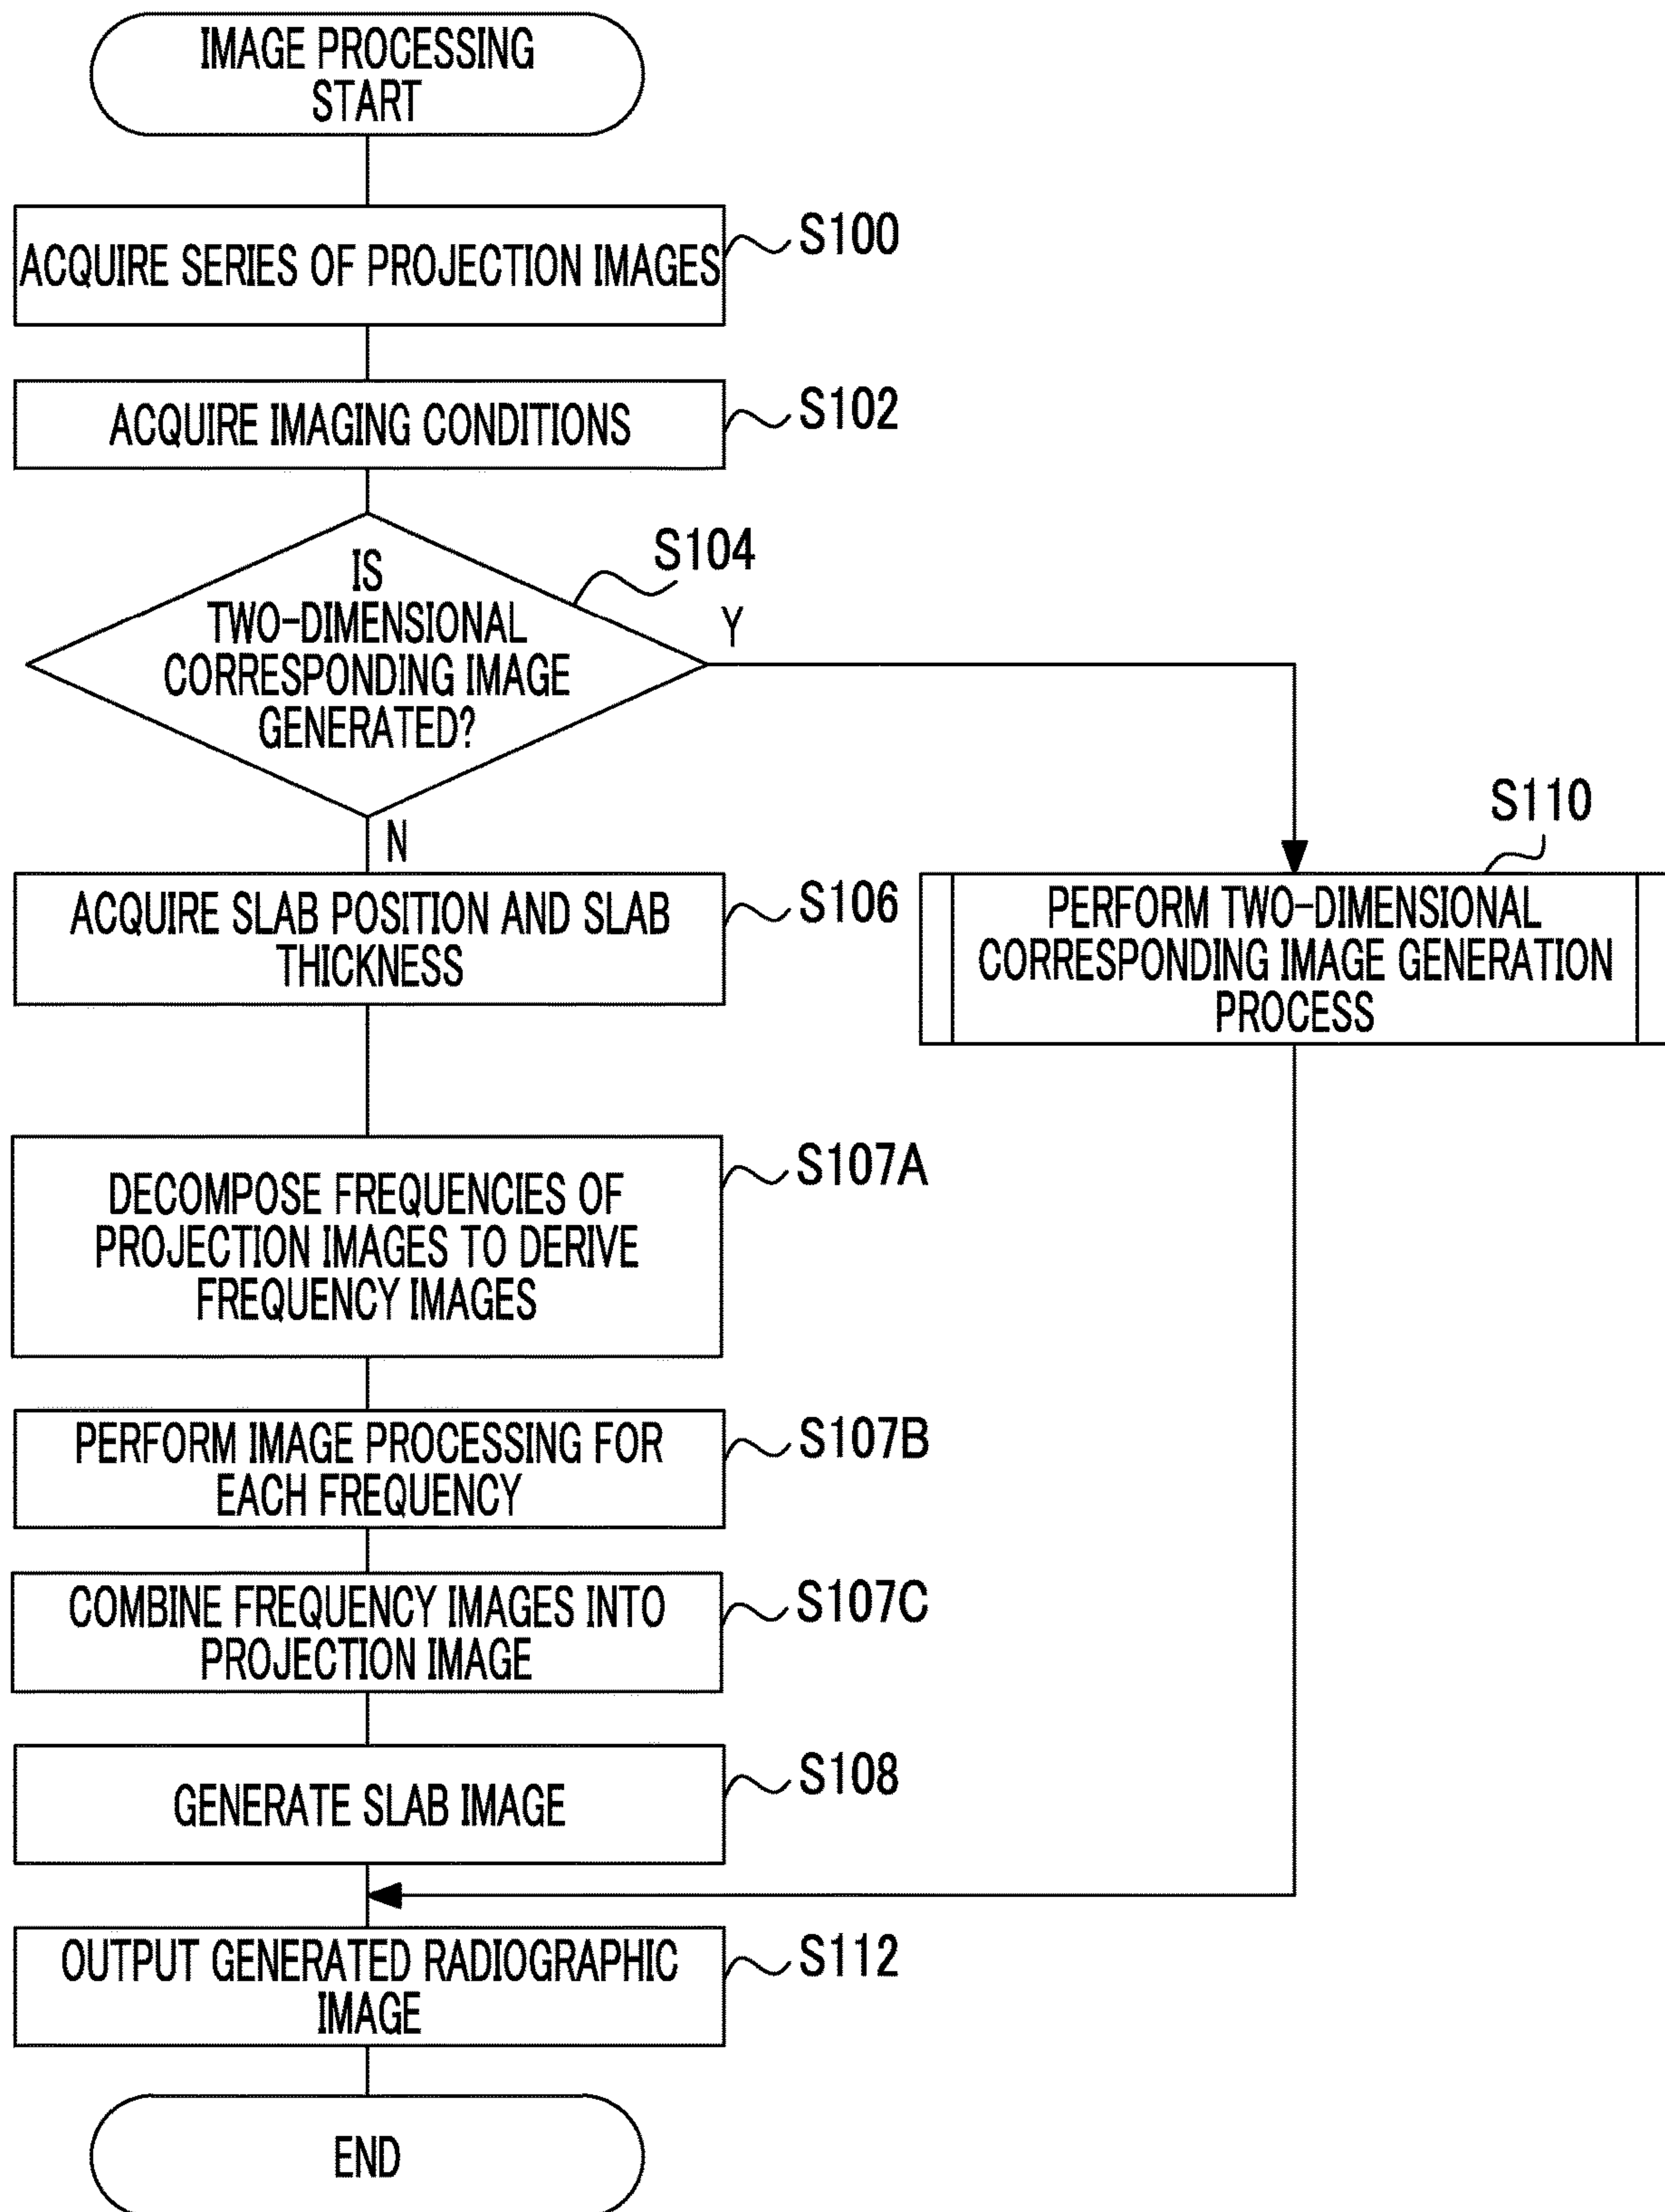 IMAGE PROCESSING
START
ACQUIRE SERIES OF PROJECTION IMAGES
S100
ACQUIRE IMAGING CONDITIONS
S102
IS
TWO-DIMENSIONAL
CORRESPONDING IMAGE
GENERATED?
S104
Y
N
ACQUIRE SLAB POSITION AND SLAB
THICKNESS
S106
S110
PERFORM TWO-DIMENSIONAL
CORRESPONDING IMAGE GENERATION
PROCESS
DECOMPOSE FREQUENCIES OF
PROJECTION IMAGES TO DERIVE
FREQUENCY IMAGES
S107A
PERFORM IMAGE PROCESSING FOR
EACH FREQUENCY
S107B
COMBINE FREQUENCY IMAGES INTO
PROJECTION IMAGE
S107C
GENERATE SLAB IMAGE
S108
OUTPUT GENERATED RADIOGRAPHIC
IMAGE
S112
END